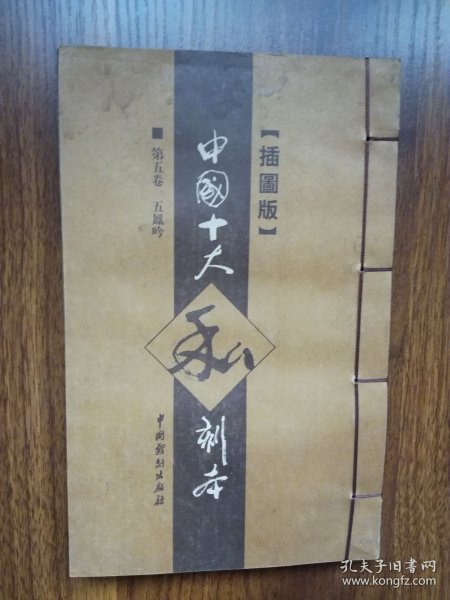 【插圖版】
中國十大私刻本
■第五卷 五鳳吟
中國戲劇出版社
孔夫子旧书网
www.kongfz.com